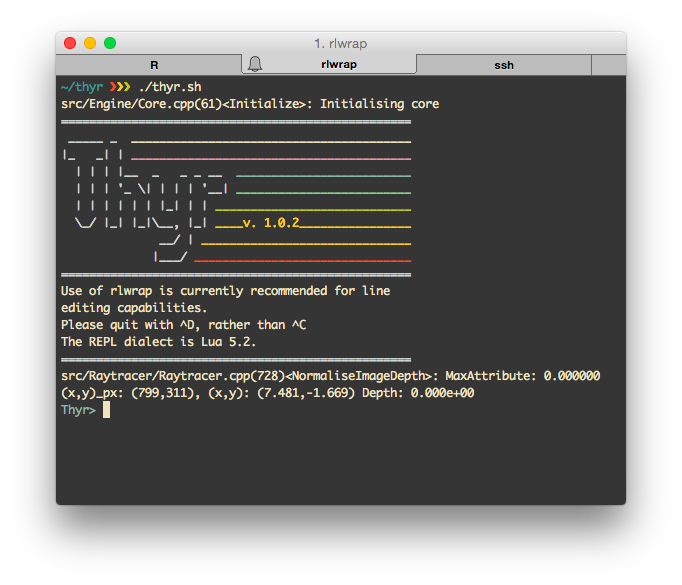 1. rlwrap
R rlwrap ssh
~/thyr ❯❯❯ ./thyr.sh
src/Engine/Core.cpp(61)<Initialize>: Initialising core
v. 1.0.2
Use of rlwrap is currently recommended for line
editing capabilities.
Please quit with ^D, rather than ^C
The REPL dialect is Lua 5.2.
src/Raytracer/Raytracer.cpp(728)<NormaliseImageDepth>: MaxAttribute: 0.000000
(x,y)_px: (799,311), (x,y): (7.481,-1.669) Depth: 0.000e+00
Thyr>